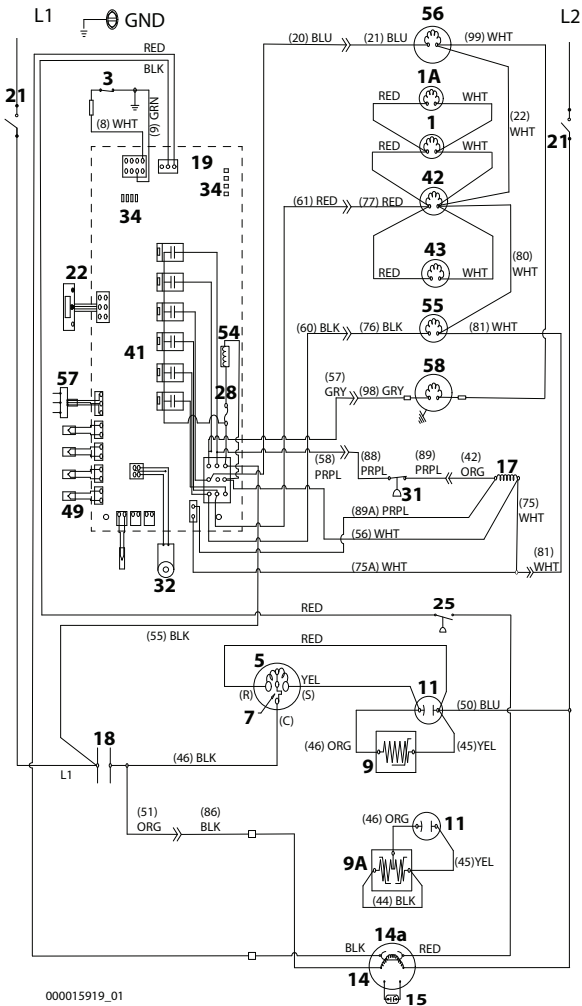 L1
GND
L2
56
(20) BLU
(21) BLU
(99) WHT
RED
BLK
3
21
(8) WHT
(9) GRN
1A
RED
WHT
1
RED
WHT
(22)
WHT
21
19
34
34
42
(61) RED
(77) RED
43
RED
WHT
(80)
WHT
22
41
54
55
(60) BLK
(76) BLK
(81) WHT
57
28
58
(57)
GRY
(98) GRY
(58)
PRPL
(88)
PRPL
(89)
PRPL
(42)
ORG
17
31
49
(89A) PRPL
(75)
WHT
(56) WHT
32
(75A) WHT
(81)
WHT
RED
25
(55) BLK
RED
5
YEL
(R)
(S)
11
7
(C)
(50) BLU
18
(46) BLK
(46) ORG
9
(45)YEL
L1
(51)
ORG
(86)
BLK
(46) ORG
11
9A
(45)YEL
(44) BLK
14a
BLK
RED
14
15
000015919_01